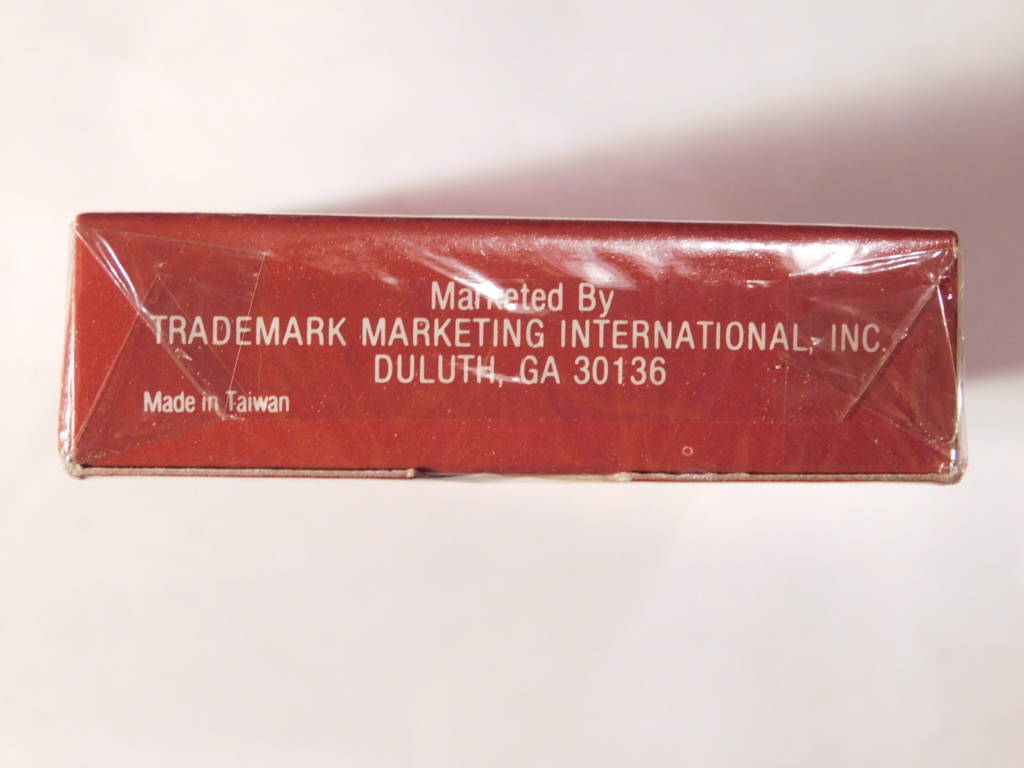 Marketed By
TRADEMARK MARKETING INTERNATIONAL, INC.
DULUTH, GA 30136
Made in Taiwan